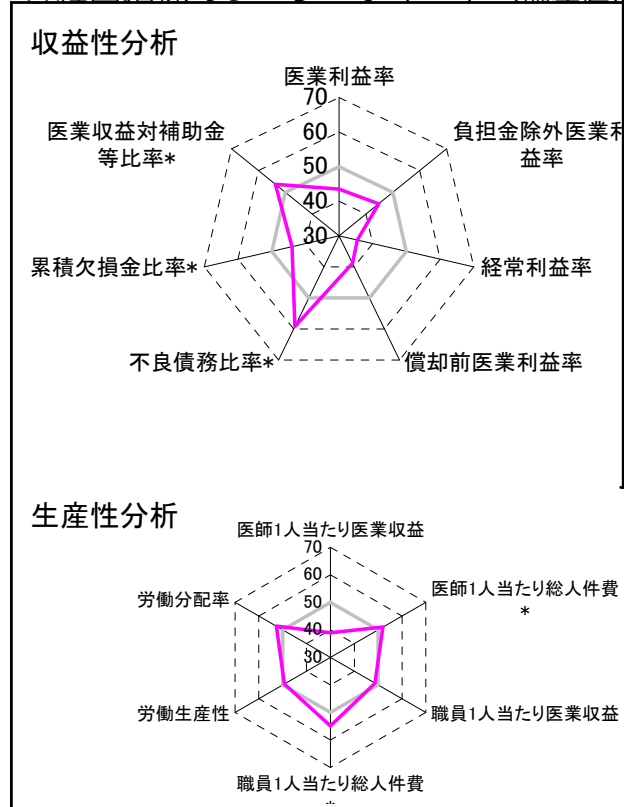 収益性分析
医業利益率
70
60
50
40
30
医業収益対補助金
等比率*
負担金除外医業利
益率
累積欠損金比率*
経常利益率
不良債務比率*
償却前医業利益率
生産性分析
医師1人当たり医業収益
70
60
50
40
30
労働分配率
医師1人当たり総人件費
*
労働生産性
職員1人当たり医業収益
職員1人当たり総人件費
*